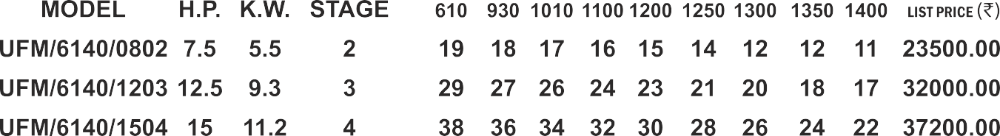 MODEL H.P. K.W. STAGE 610 930 1010 1100 1200 1250 1300 1350 1400 LIST PRICE (₹)
UFM/6140/0802 7.5 5.5 2 19 18 17 16 15 14 12 12 11 23500.00
UFM/6140/1203 12.5 9.3 3 29 27 26 24 23 21 20 18 17 32000.00
UFM/6140/1504 15 11.2 4 38 36 34 32 30 28 26 24 22 37200.00